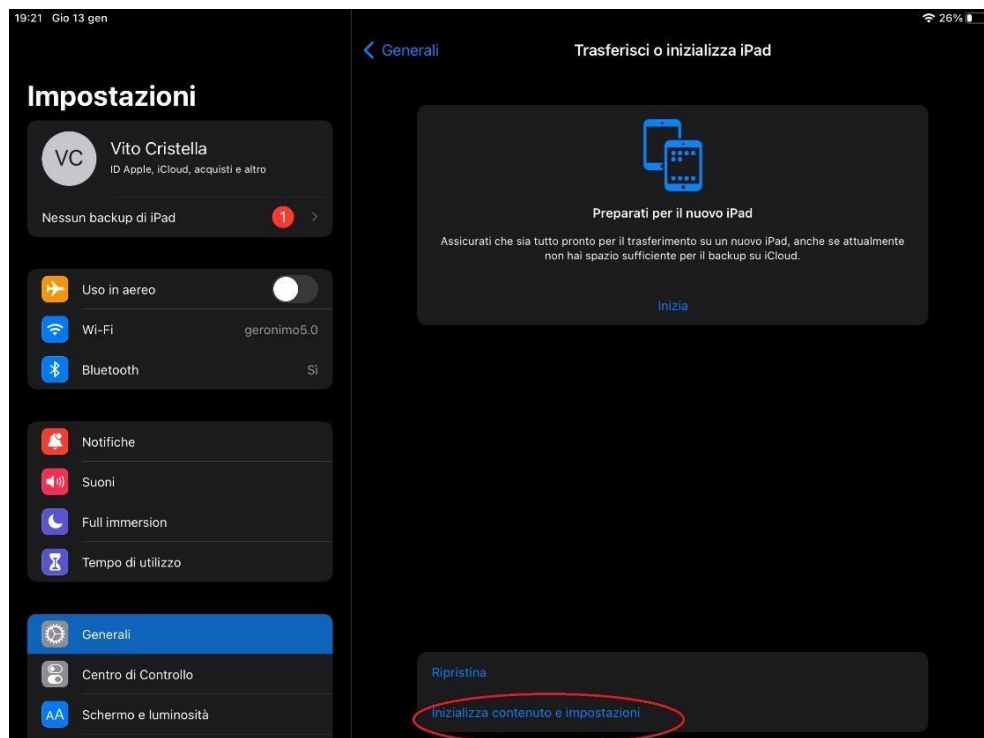 19:21 Gio 13 gen
26%
Generali
Trasferisci o inizializza iPad
Impostazioni
VC
Vito Cristella
ID Apple, iCloud, acquisti e altro
Nessun backup di iPad
1
Preparati per il nuovo iPad
Assicurati che sia tutto pronto per il trasferimento su un nuovo iPad, anche se attualmente
non hai spazio sufficiente per il backup su iCloud.
Inizia
Uso in aereo
Wi-Fi
geronimo5.0
Bluetooth
Sì
Notifiche
Suoni
Full immersion
Tempo di utilizzo
Generali
Centro di Controllo
AA
Schermo e luminosità
Ripristina
Inizializza contenuto e impostazioni